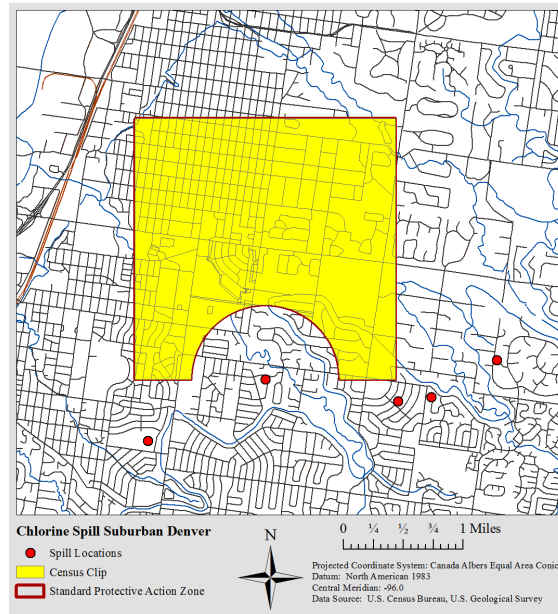 Chlorine Spill Suburban Denver
Spill Locations
Census Clip
Standard Protective Action Zone
N
0 ¼ ½ ¾ 1 Miles
Projected Coordinate System: Canada Albers Equal Area Conic
Datum: North American 1983
Central Meridian: -96.0
Data Source: U.S. Census Bureau, U.S. Geological Survey